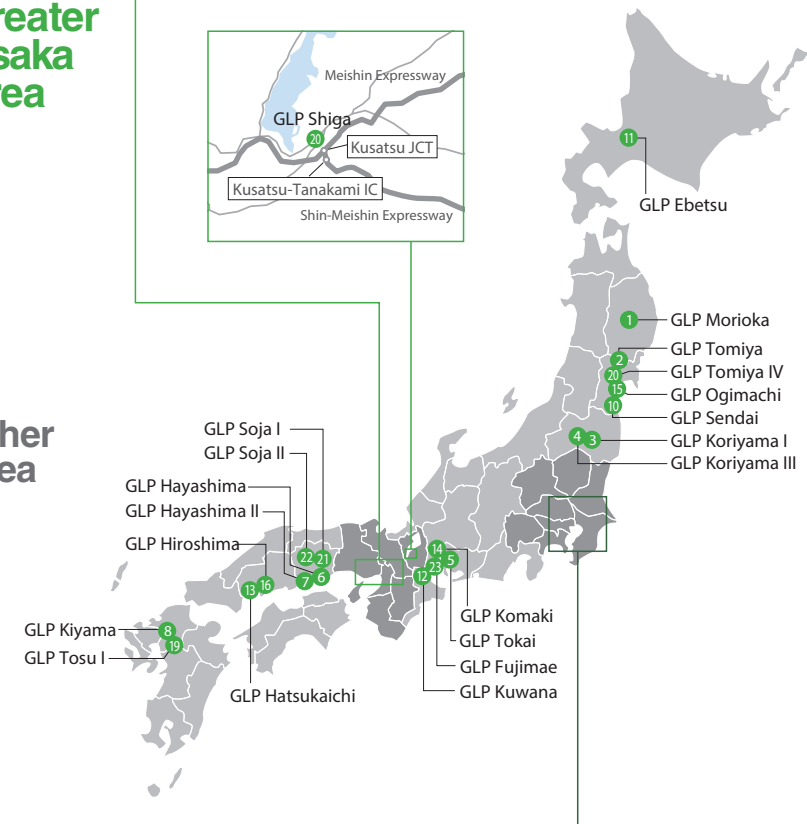 reater
saka
rea
Meishin Expressway
GLP Shiga
20
Kusatsu JCT
Kusatsu-Tanakami IC
Shin-Meishin Expressway
11
GLP Ebetsu
1
GLP Morioka
2
GLP Tomiya
20
GLP Tomiya IV
15
GLP Ogimachi
10
GLP Sendai
4
3
GLP Koriyama I
GLP Koriyama III
her
ea
GLP Soja I
GLP Soja II
GLP Hayashima
GLP Hayashima II
GLP Hiroshima
22
21
7
6
13
16
14
5
23
12
GLP Komaki
GLP Tokai
GLP Fujimae
GLP Kuwana
GLP Kiyama
8
GLP Tosu I
19
GLP Hatsukaichi